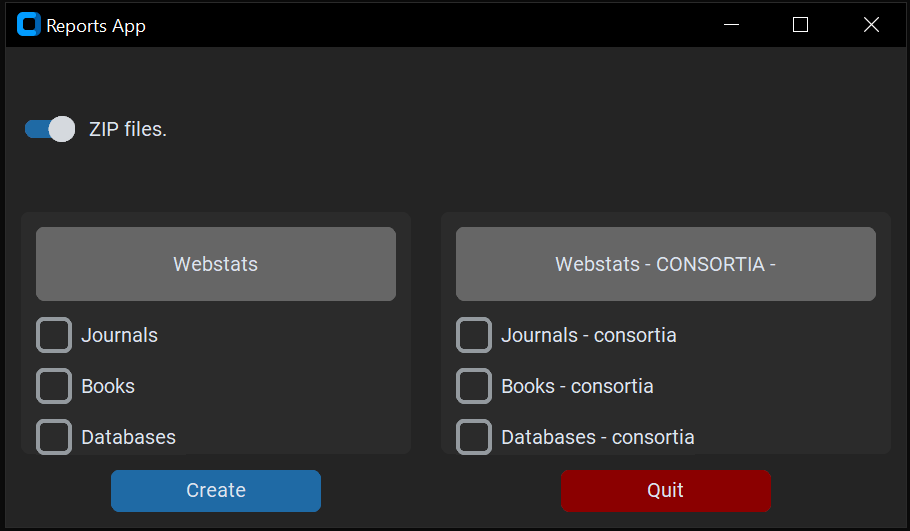 Reports App
ZIP files.
Webstats
Journals
Books
Databases
Webstats - CONSORTIA -
Journals - consortia
Books - consortia
Databases - consortia
Create
Quit